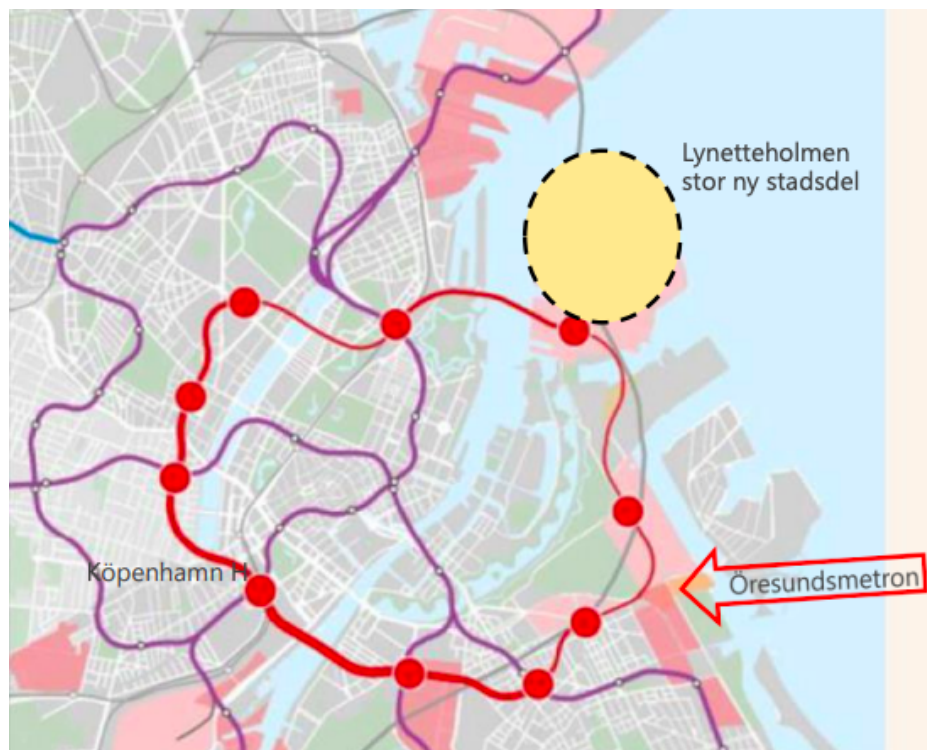 Lynetteholmen
stor ny stadsdel
Köpenhamn H
Öresundsmetron